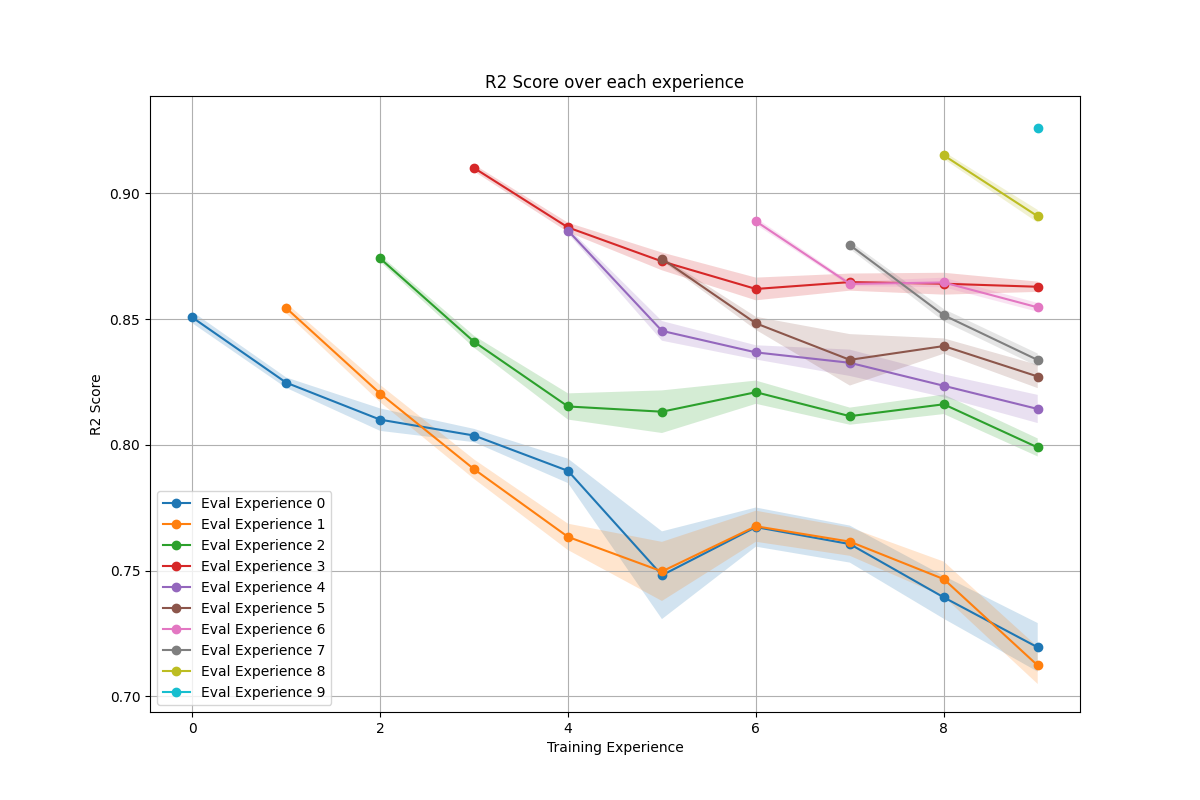 R2 Score over each experience
R2 Score
0.90
0.85
0.80
0.75
0.70
Eval Experience 0
Eval Experience 1
Eval Experience 2
Eval Experience 3
Eval Experience 4
Eval Experience 5
Eval Experience 6
Eval Experience 7
Eval Experience 8
Eval Experience 9
0 2 4 6 8
Training Experience